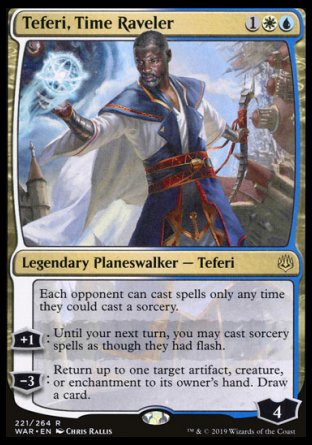 Teferi, Time Raveler 1
Legendary Planeswalker — Teferi
Each opponent can cast spells only any time
they could cast a sorcery.
+1: Until your next turn, you may cast sorcery
spells as though they had flash.
−3: Return up to one target artifact, creature,
or enchantment to its owner's hand. Draw
a card.
4
221/264 R
WAR • EN Chris Rallis
™ & © 2019 Wizards of the Coast